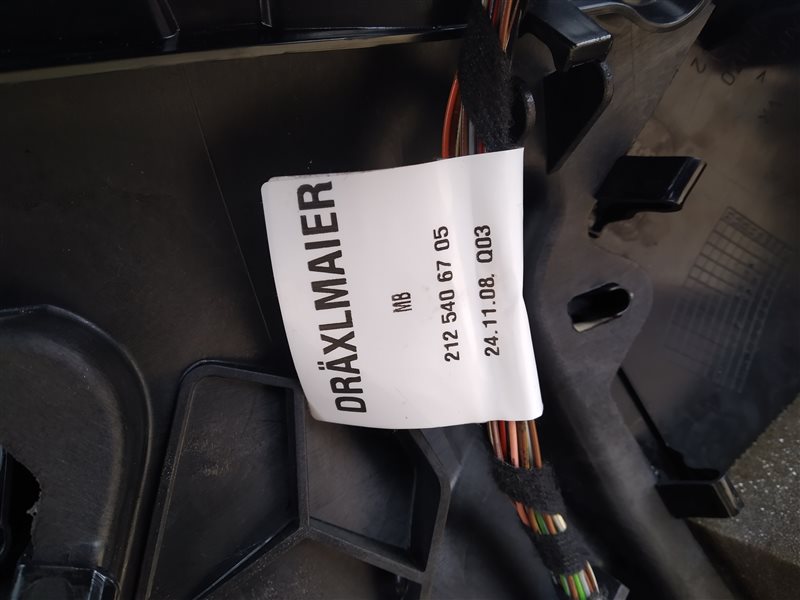 DRÄXLMAIER
MB
212 540 67 05
24.11.08. Q03